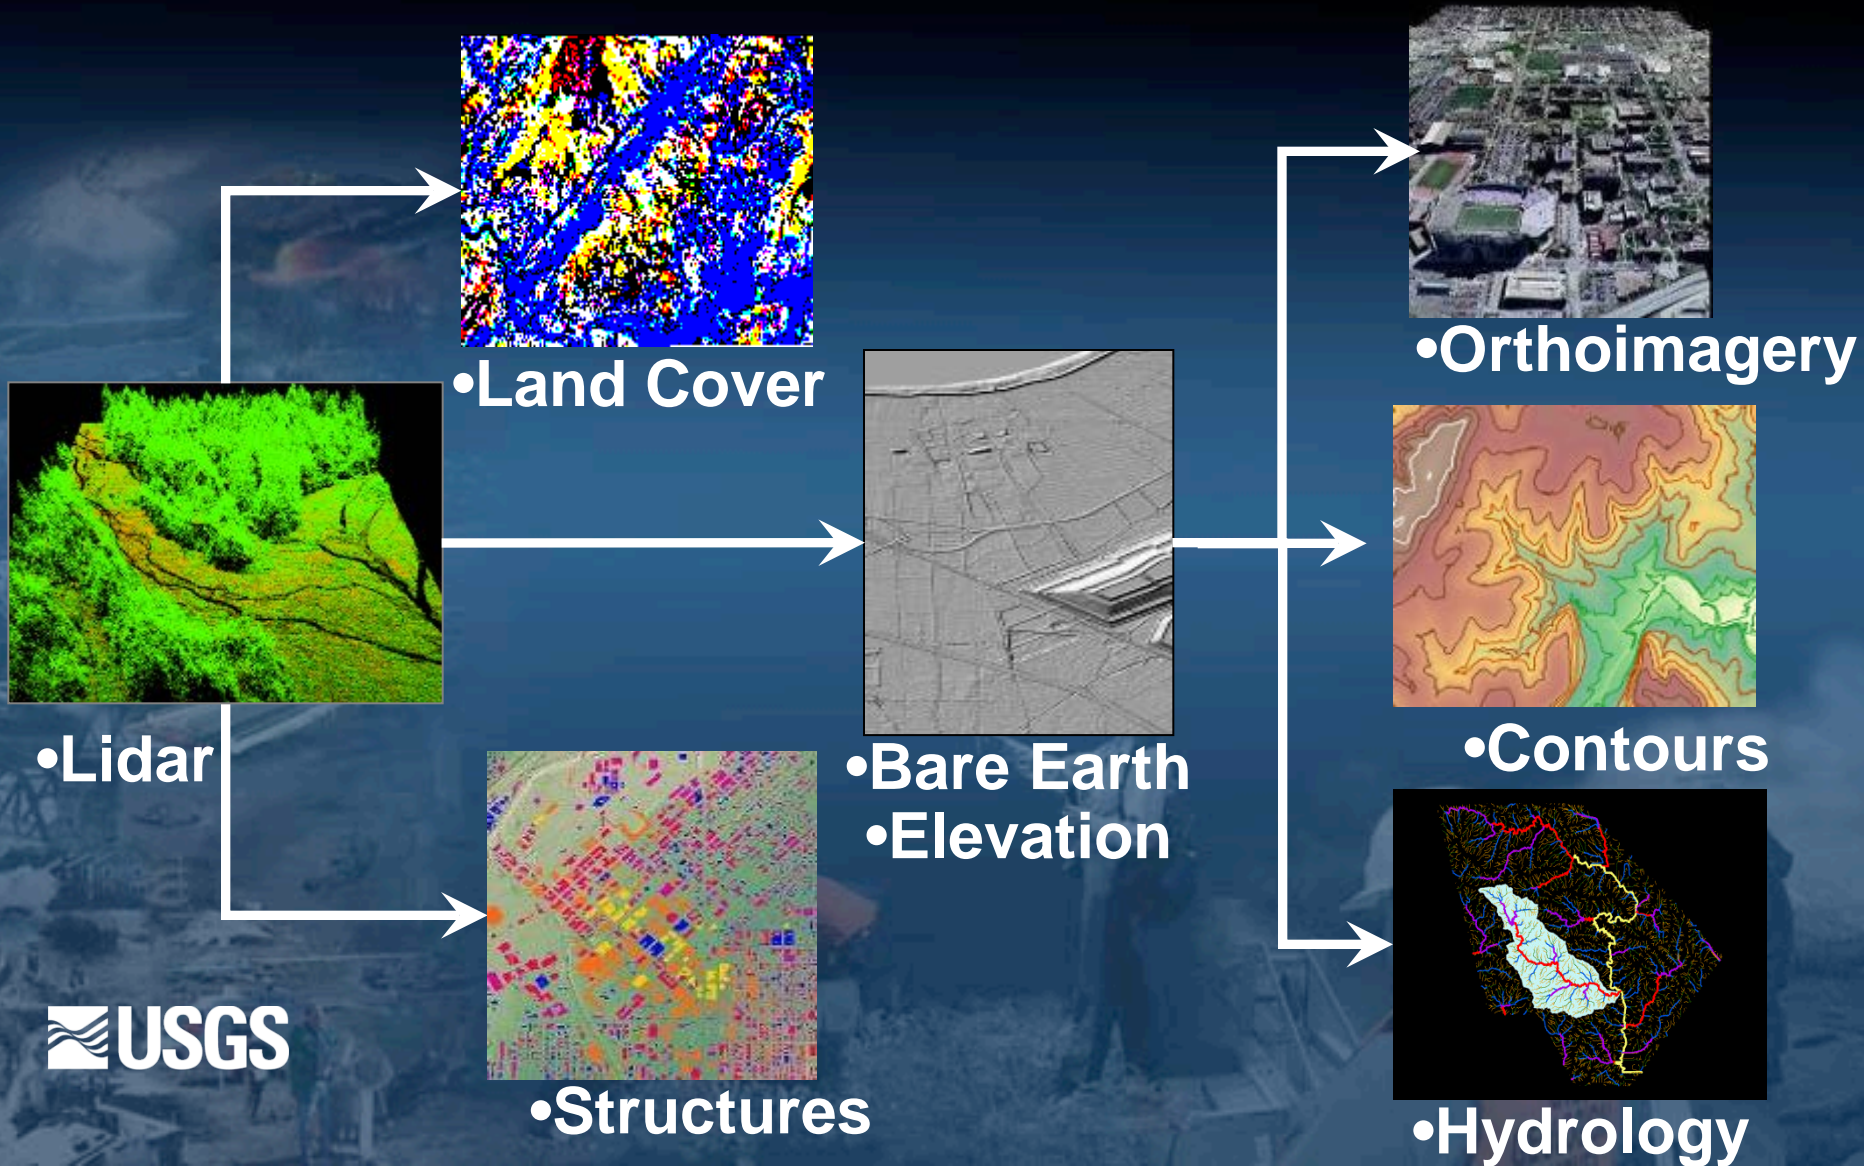 •Land Cover
•Orthoimagery
•Lidar
•Bare Earth
•Elevation
•Contours
•Structures
•Hydrology
USGS